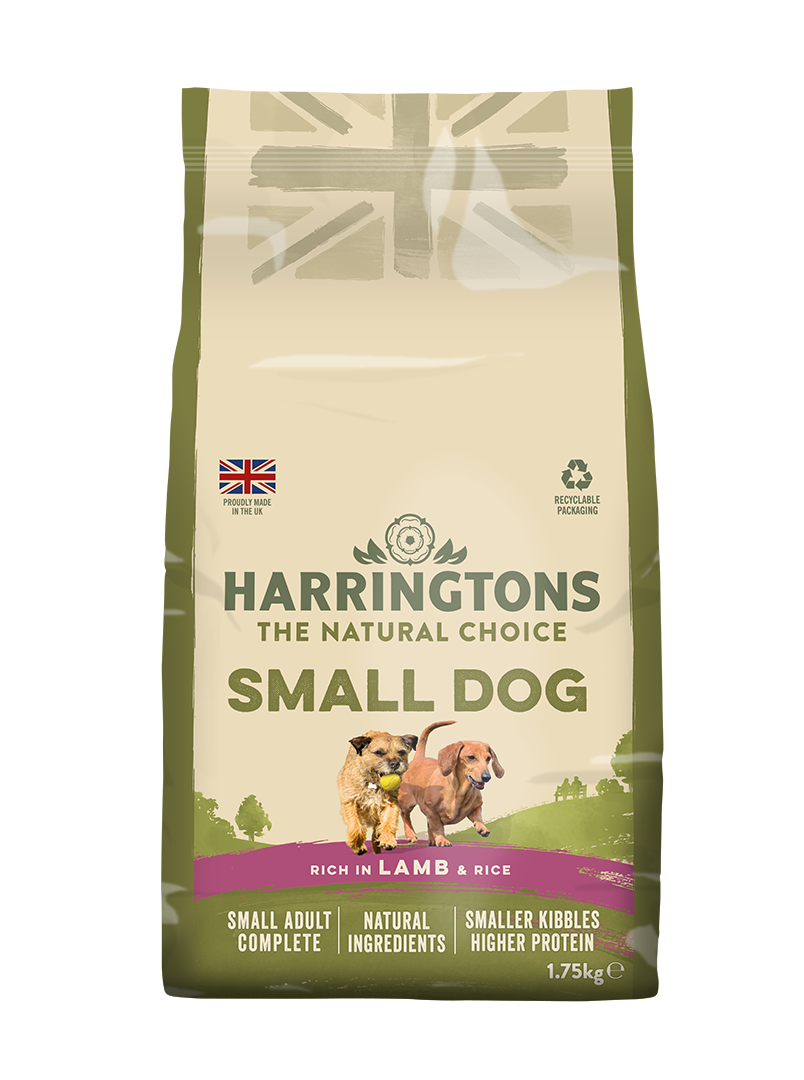 PROUDLY MADE
IN THE UK
RECYCLABLE
PACKAGING
HARRINGTONS
THE NATURAL CHOICE
SMALL DOG
RICH IN LAMB & RICE
SMALL ADULT
COMPLETE
NATURAL
INGREDIENTS
SMALLER KIBBLES
HIGHER PROTEIN
1.75kg ℮